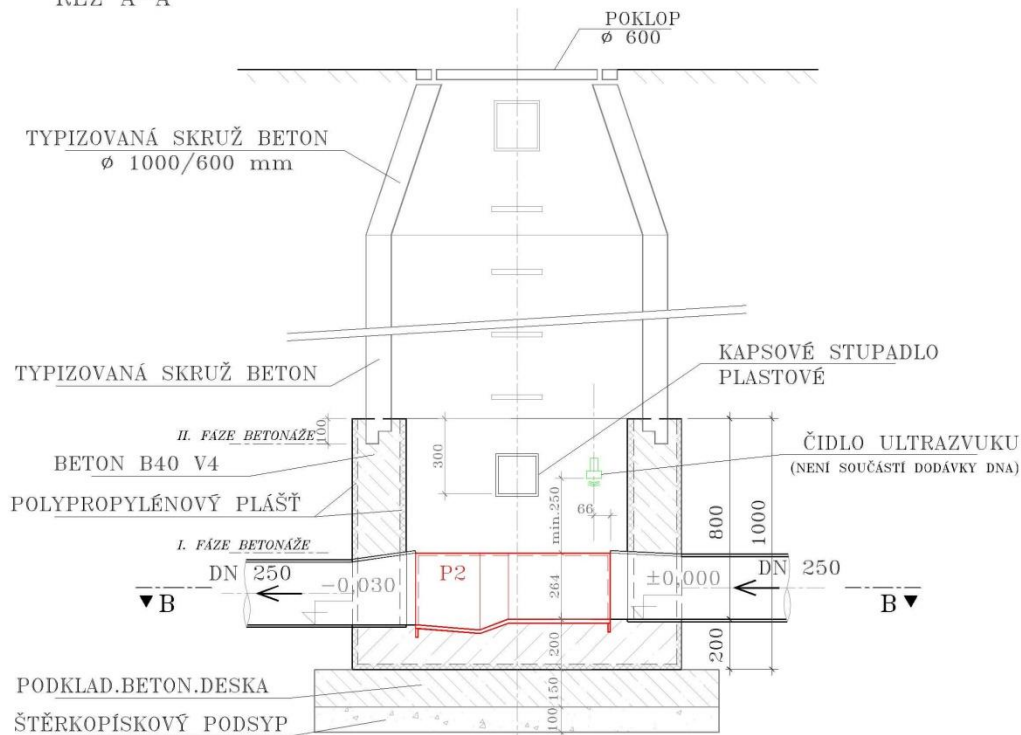 ŘEZ A A
POKLOP
ø 600
TYPIZOVANÁ SKRUŽ BETON
ø 1000/600 mm
TYPIZOVANÁ SKRUŽ BETON
KAPSOVÉ STUPADLO
PLASTOVÉ
II. FÁZE BETONÁŽE
100
BETON B40 V4
300
ČIDLO ULTRAZVUKU
(NENÍ SOUČÁSTÍ DODÁVKY DNA)
POLYPROPYLÉNOVÝ PLÁŠŤ
min.250
66
800
1000
I. FÁZE BETONÁŽE
DN 250
-0,030
P2
264
±0,000
DN 250
B
B
200
200
PODKLAD.BETON.DESKA
150
ŠTĚRKOPÍSKOVÝ PODSYP
100